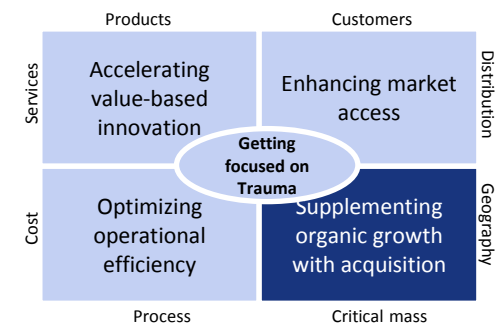 Products
Customers
Services
Accelerating
value-based
innovation
Enhancing market
access
Distribution
Getting
focused on
Trauma
Cost
Optimizing
operational
efficiency
Supplementing
organic growth
with acquisition
Geography
Process
Critical mass